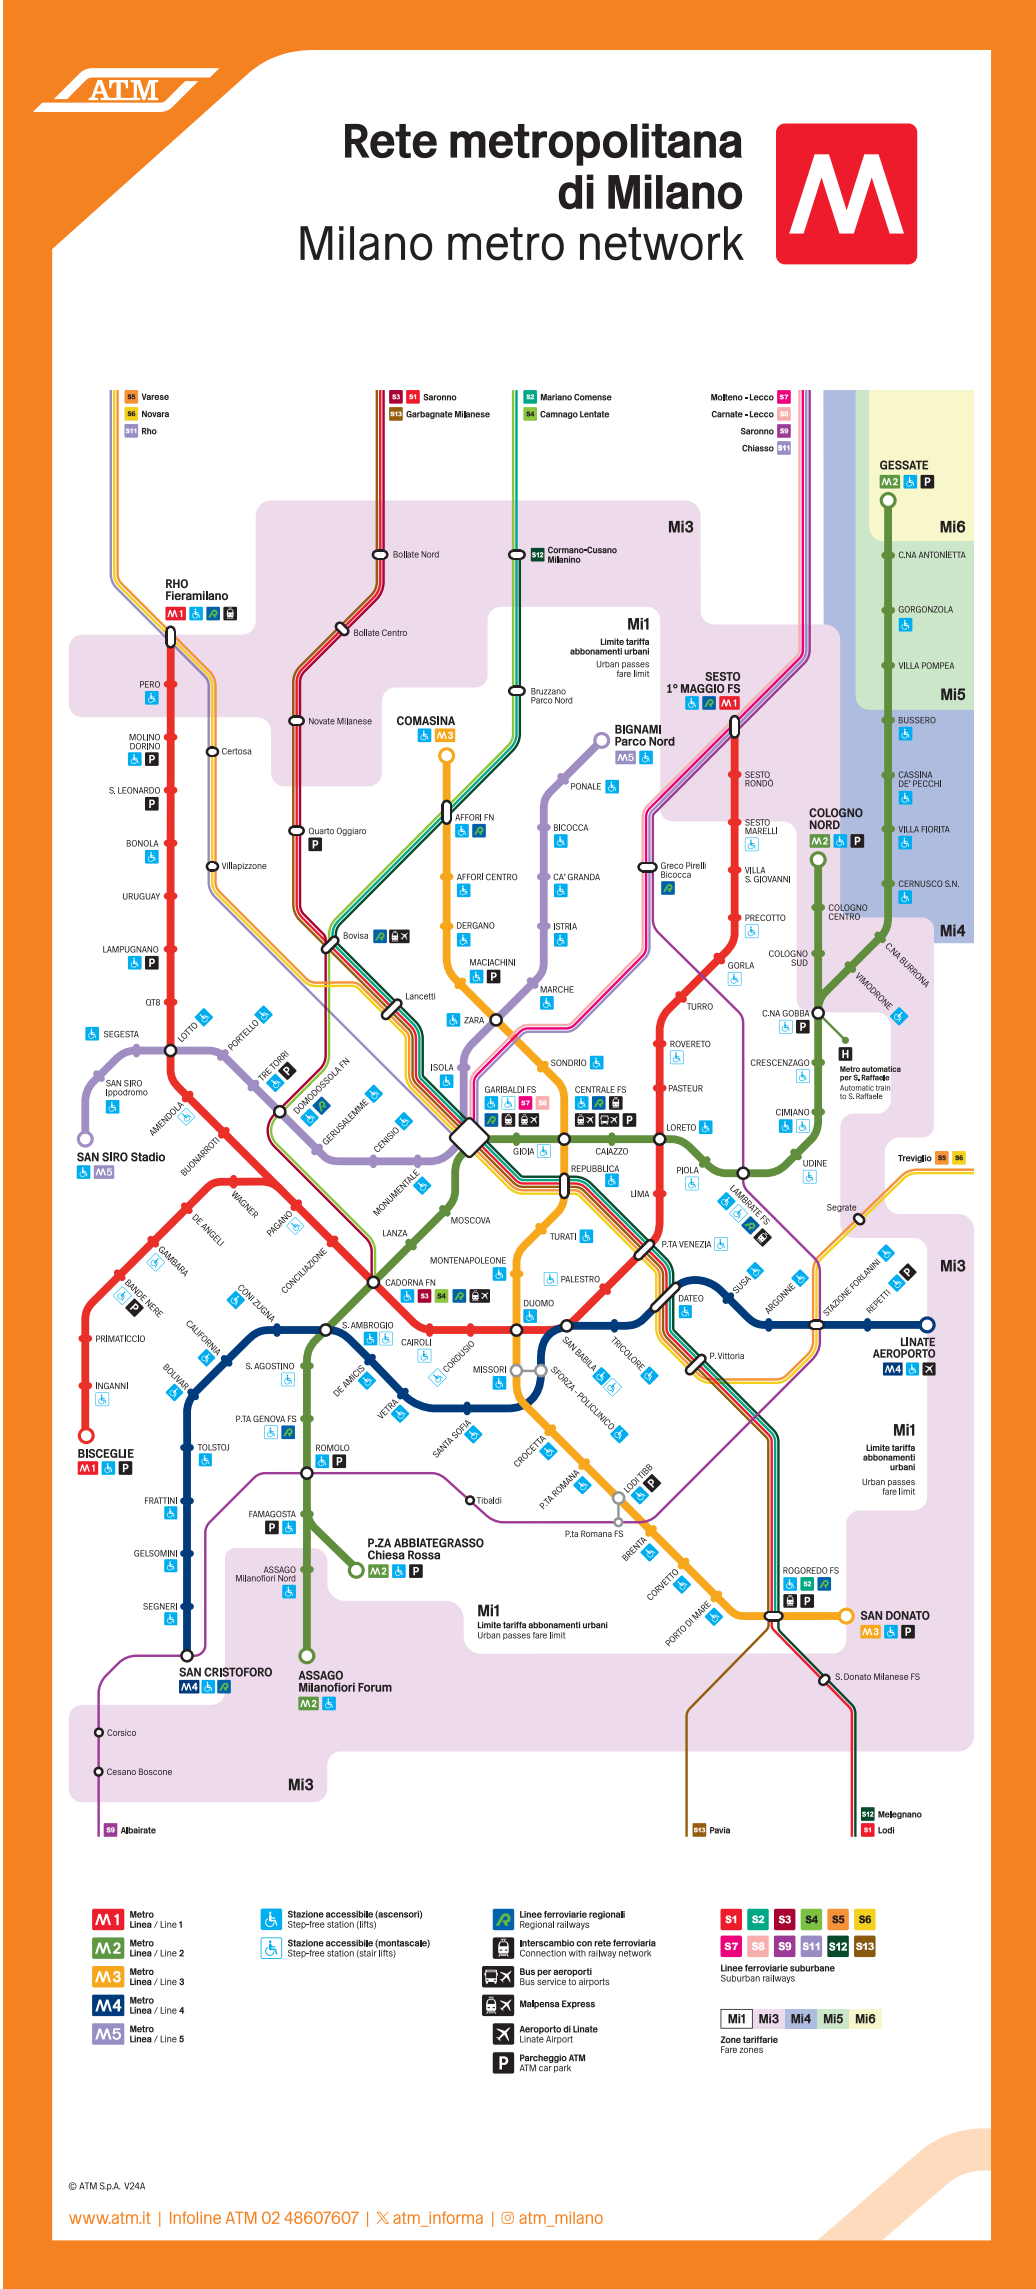 ATM
Rete metropolitana
di Milano
Milano metro network
M
S5 Varese
S6 Novara
S11 Rho
S3 S1 Saronno
S13 Garbagnate Milanese
S2 Mariano Comense
S4 Camnago Lentate
Molteno - Lecco S7
Carnate - Lecco S8
Saronno S9
Chiasso S11
GESSATE
M2 P
Mi6
Mi3
C.NA ANTONIETTA
GORGONZOLA
VILLA POMPEA
Mi5
BUSSERO
CASSINA
DE' PECCHI
VILLA FIORITA
CERNUSCO S.N.
Mi4
Bollate Nord
S12 Cormano-Cusano
Milanino
RHO
Fieramilano
M1 R
Bollate Centro
Mi1
Limite tariffa
abbonamenti urbani
Urban passes
fare limit
PERO
SESTO
1° MAGGIO FS
R M1
Bruzzano
Parco Nord
Novate Milanese
COMASINA
M3
BIGNAMI
Parco Nord
M5
MOLINO
DORINO
P
Certosa
S. LEONARDO
P
PONALE
SESTO
RONDÒ
COLOGNO
NORD
M2 P
AFFORI FN
R
BICOCCA
SESTO
MARELLI
Quarto Oggiaro
P
BONOLA
Villapizzone
Greco Pirelli
Bicocca
R
VILLA
S. GIOVANNI
AFFORI CENTRO
CA' GRANDA
URUGUAY
COLOGNO
CENTRO
PRECOTTO
DERGANO
ISTRIA
Bovisa R
LAMPUGNANO
P
COLOGNO
SUD
C.NA BURRONA
VIMODRONE
GORLA
MACIACHINI
P
MARCHE
Lancetti
QT8
TURRO
C.NA GOBBA
P
ZARA
LOTTO
PORTELLO
SEGESTA
ROVERETO
H
Metro automatica
per S. Raffaele
Automatic train
to S. Raffaele
TRE TORRI
P
DOMODOSSOLA FN
R
ISOLA
SONDRIO
CRESCENZAGO
SAN SIRO
Ippodromo
GARIBALDI FS
S7 S8
R
CENTRALE FS
R
P
PASTEUR
AMENDOLA
GERUSALEMME
CENISIO
CIMIANO
LORETO
BUONARROTI
SAN SIRO Stadio
M5
GIOIA
CAIAZZO
PIOLA
UDINE
Treviglio S5 S6
MONUMENTALE
REPUBBLICA
LAMBRATE FS
R
WAGNER
PAGANO
LIMA
Segrate
DE ANGELI
MOSCOVA
LANZA
TURATI
P.TA VENEZIA
GAMBARA
CONCILIAZIONE
MONTENAPOLEONE
PALESTRO
SUSA
ARGONNE
STAZIONE FORLANINI
REPETTI
P
Mi3
BANDE NERE
P
CADORNA FN
S3 S4 R
CONI ZUGNA
DUOMO
DATEO
CALIFORNIA
S. AMBROGIO
CAIROLI
CORDUSIO
PRIMATICCIO
LINATE
AEROPORTO
M4
SAN BABILA
TRICOLORE
P. Vittoria
BOLIVAR
S. AGOSTINO
DE AMICIS
MISSORI
SFORZA - POLICLINICO
INGANNI
VETRA
SANTA SOFIA
P.TA GENOVA FS
R
BISCEGLIE
M1 P
TOLSTOJ
ROMOLO
P
CROCETTA
Mi1
Limite tariffa
abbonamenti
urbani
Urban passes
fare limit
P.TA ROMANA
LODI TIBB
P
FRATTINI
Tibaldi
FAMAGOSTA
P
P.ta Romana FS
BRENTA
P.ZA ABBIATEGRASSO
Chiesa Rossa
M2 P
GELSOMINI
ASSAGO
Milanofiori Nord
CORVETTO
ROGOREDO FS
S2 R
P
SEGNERI
Mi1
Limite tariffa abbonamenti urbani
Urban passes fare limit
PORTO DI MARE
SAN DONATO
M3 P
SAN CRISTOFORO
M4 R
ASSAGO
Milanofiori Forum
M2
S. Donato Milanese FS
Corsico
Cesano Boscone
Mi3
S9 Albairate
S13 Pavia
S12 Melegnano
S1 Lodi
M1 Metro
Linea / Line 1
M2 Metro
Linea / Line 2
M3 Metro
Linea / Line 3
M4 Metro
Linea / Line 4
M5 Metro
Linea / Line 5
Stazione accessibile (ascensori)
Step-free station (lifts)
Stazione accessibile (montascale)
Step-free station (stair lifts)
R Linee ferroviarie regionali
Regional railways
Interscambio con rete ferroviaria
Connection with railway network
Bus per aeroporti
Bus service to airports
Malpensa Express
Aeroporto di Linate
Linate Airport
P Parcheggio ATM
ATM car park
S1 S2 S3 S4 S5 S6
S7 S8 S9 S11 S12 S13
Linee ferroviarie suburbane
Suburban railways
Mi1 Mi3 Mi4 Mi5 Mi6
Zone tariffarie
Fare zones
© ATM S.p.A. V24A
www.atm.it | Infoline ATM 02 48607607 | X atm_informa | atm_milano